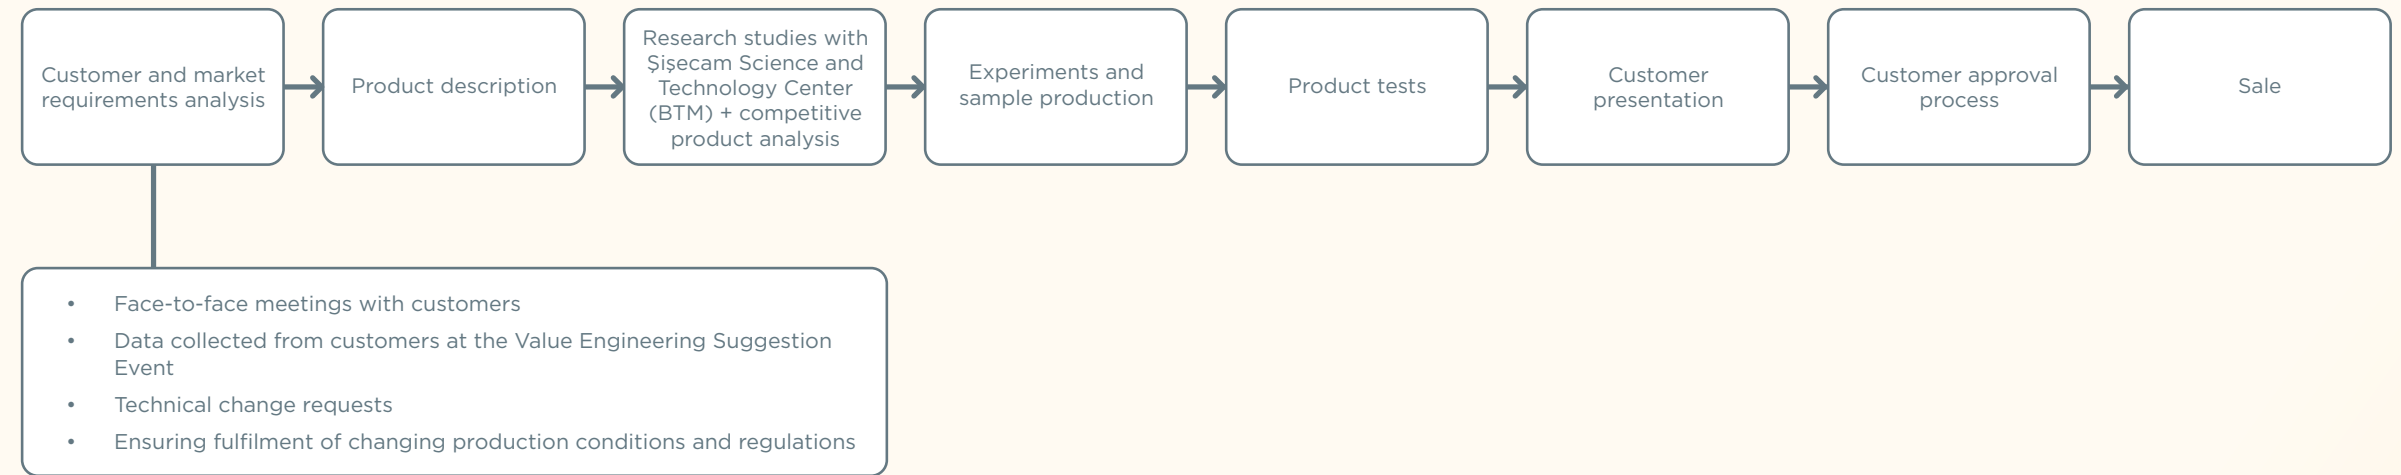 Customer and market
requirements analysis
Product description
Research studies with
Şişecam Science and
Technology Center
(BTM) + competitive
product analysis
Experiments and
sample production
Product tests
Customer
presentation
Customer approval
process
Sale
• Face-to-face meetings with customers
• Data collected from customers at the Value Engineering Suggestion
Event
• Technical change requests
• Ensuring fulfilment of changing production conditions and regulations